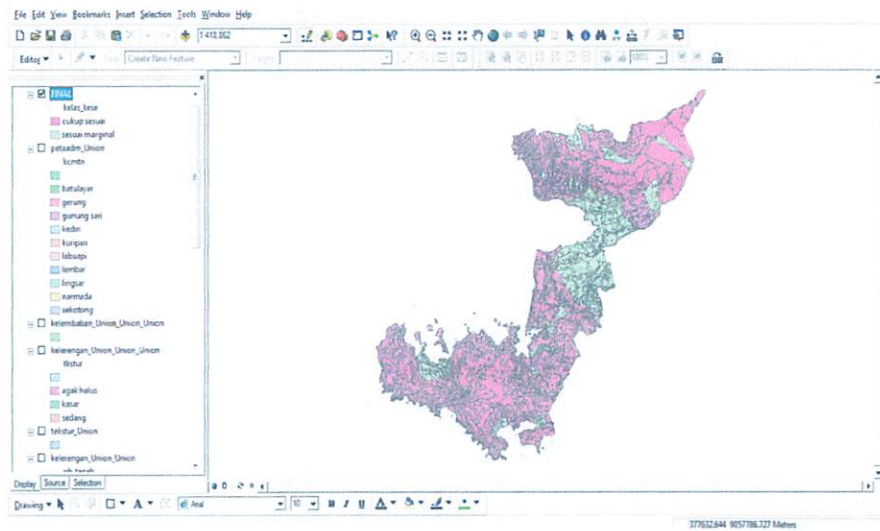 File Edit View Bookmarks Insert Selection Tools Window Help
1:418,862
Editor Create New Feature 100%
FINAL
kelas_kese
cukup sesuai
sesuai marginal
petaadm_Union
kcmtn
batulayar
gerung
gunung sari
kediri
kuripan
labuapi
lembar
lingsar
narmada
sekotong
kelembaban_Union_Union_Union
kelerengan_Union_Union_Union
tkstur
agak halus
kasar
sedang
tekstur_Union
kelerengan_Union_Union
Display Source Selection
Drawing A Arial 10 B I U A
377632,644 9057786,727 Meters